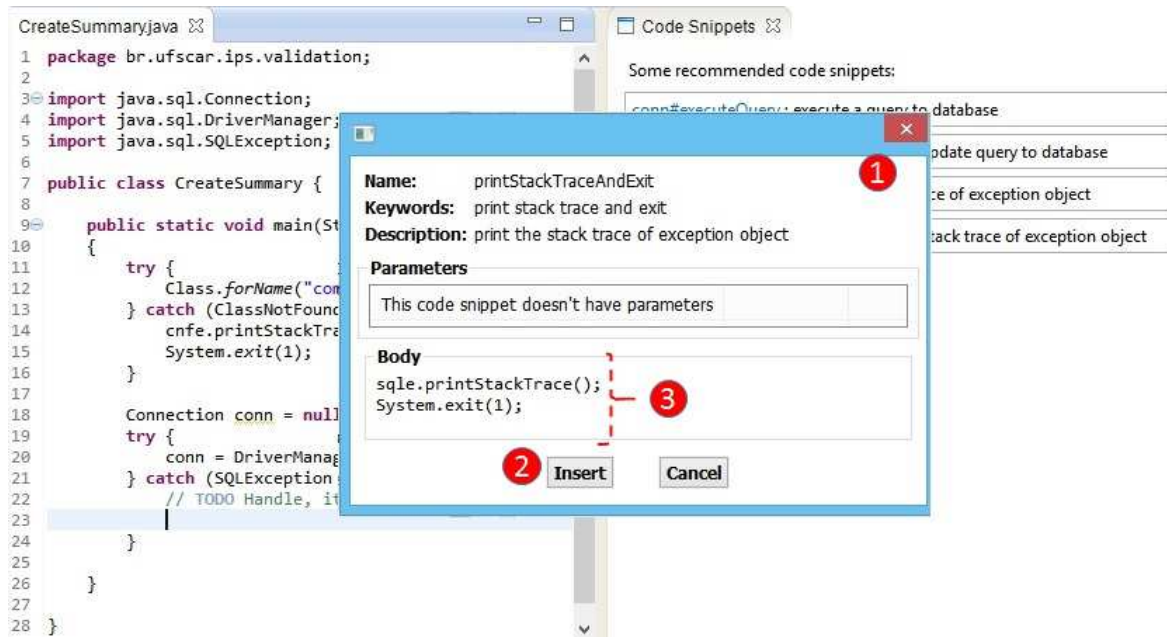 CreateSummary.java
1 package br.ufscar.ips.validation;
2
3 import java.sql.Connection;
4 import java.sql.DriverManager;
5 import java.sql.SQLException;
6
7 public class CreateSummary {
8
9 public static void main(St
10 {
11 try {
12 Class.forName("com
13 } catch (ClassNotFound
14 cnfe.printStackTra
15 System.exit(1);
16 }
17
18 Connection conn = null
19 try {
20 conn = DriverManag
21 } catch (SQLException
22 // TODO Handle, it
23
24 }
25
26 }
27
28 }
Code Snippets
Some recommended code snippets:
conn#executeQuery : execute a query to database
pdate query to database
ce of exception object
tack trace of exception object
1
Name: printStackTraceAndExit
Keywords: print stack trace and exit
Description: print the stack trace of exception object
Parameters
This code snippet doesn't have parameters
Body
sqle.printStackTrace();
System.exit(1);
3
2
Insert Cancel